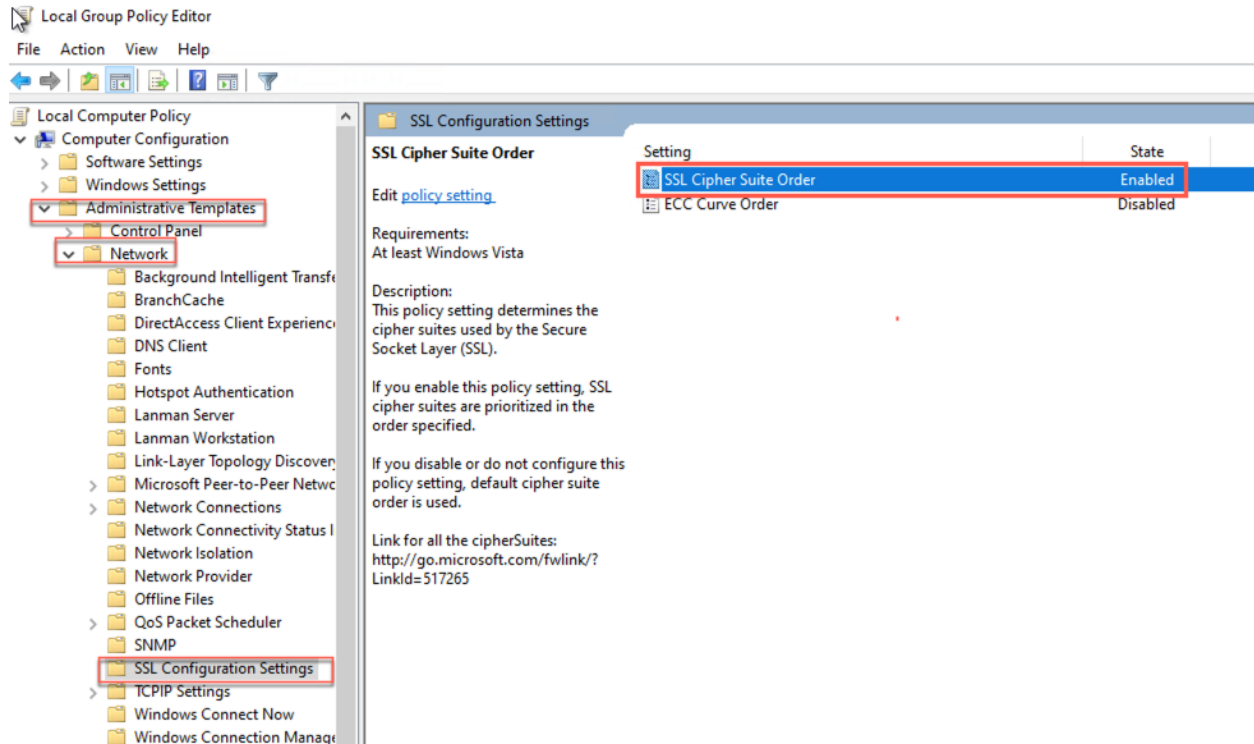 Local Group Policy Editor
File Action View Help
Local Computer Policy
Computer Configuration
Software Settings
Windows Settings
Administrative Templates
Control Panel
Network
Background Intelligent Transfe
BranchCache
DirectAccess Client Experienc
DNS Client
Fonts
Hotspot Authentication
Lanman Server
Lanman Workstation
Link-Layer Topology Discover
Microsoft Peer-to-Peer Netwo
Network Connections
Network Connectivity Status I
Network Isolation
Network Provider
Offline Files
QoS Packet Scheduler
SNMP
SSL Configuration Settings
TCPIP Settings
Windows Connect Now
Windows Connection Manage
SSL Configuration Settings
SSL Cipher Suite Order
Edit policy setting
Requirements:
At least Windows Vista
Description:
This policy setting determines the
cipher suites used by the Secure
Socket Layer (SSL).
If you enable this policy setting, SSL
cipher suites are prioritized in the
order specified.
If you disable or do not configure this
policy setting, default cipher suite
order is used.
Link for all the cipherSuites:
http://go.microsoft.com/fwlink/?
LinkId=517265
Setting State
SSL Cipher Suite Order Enabled
ECC Curve Order Disabled